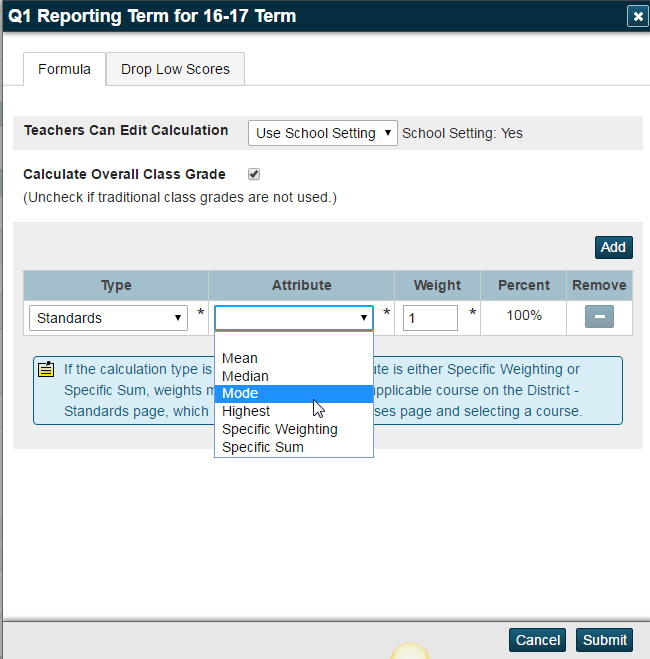 Q1 Reporting Term for 16-17 Term
Formula
Drop Low Scores
Teachers Can Edit Calculation
Use School Setting
School Setting: Yes
Calculate Overall Class Grade
(Uncheck if traditional class grades are not used.)
Add
Type
Attribute
Weight
Percent
Remove
Standards
*
*
1
*
100%
Mean
Median
Mode
Highest
Specific Weighting
Specific Sum
If the calculation type is ute is either Specific Weighting or
Specific Sum, weights applicable course on the District -
Standards page, which page and selecting a course.
Cancel
Submit